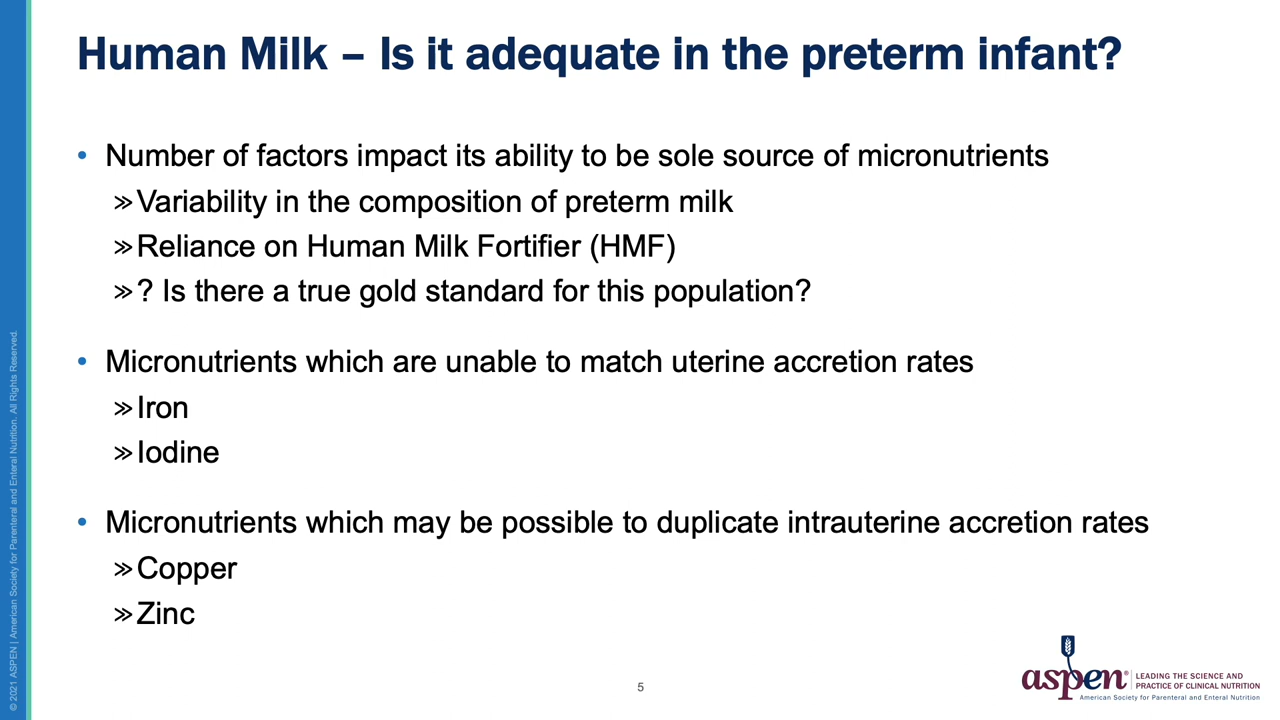 Human Milk – Is it adequate in the preterm infant?
• Number of factors impact its ability to be sole source of micronutrients
» Variability in the composition of preterm milk
» Reliance on Human Milk Fortifier (HMF)
» ? Is there a true gold standard for this population?
• Micronutrients which are unable to match uterine accretion rates
» Iron
» Iodine
• Micronutrients which may be possible to duplicate intrauterine accretion rates
» Copper
» Zinc
© 2021 ASPEN | American Society for Parenteral and Enteral Nutrition. All Rights Reserved.
5
aspen® LEADING THE SCIENCE AND
PRACTICE OF CLINICAL NUTRITION
American Society for Parenteral and Enteral Nutrition